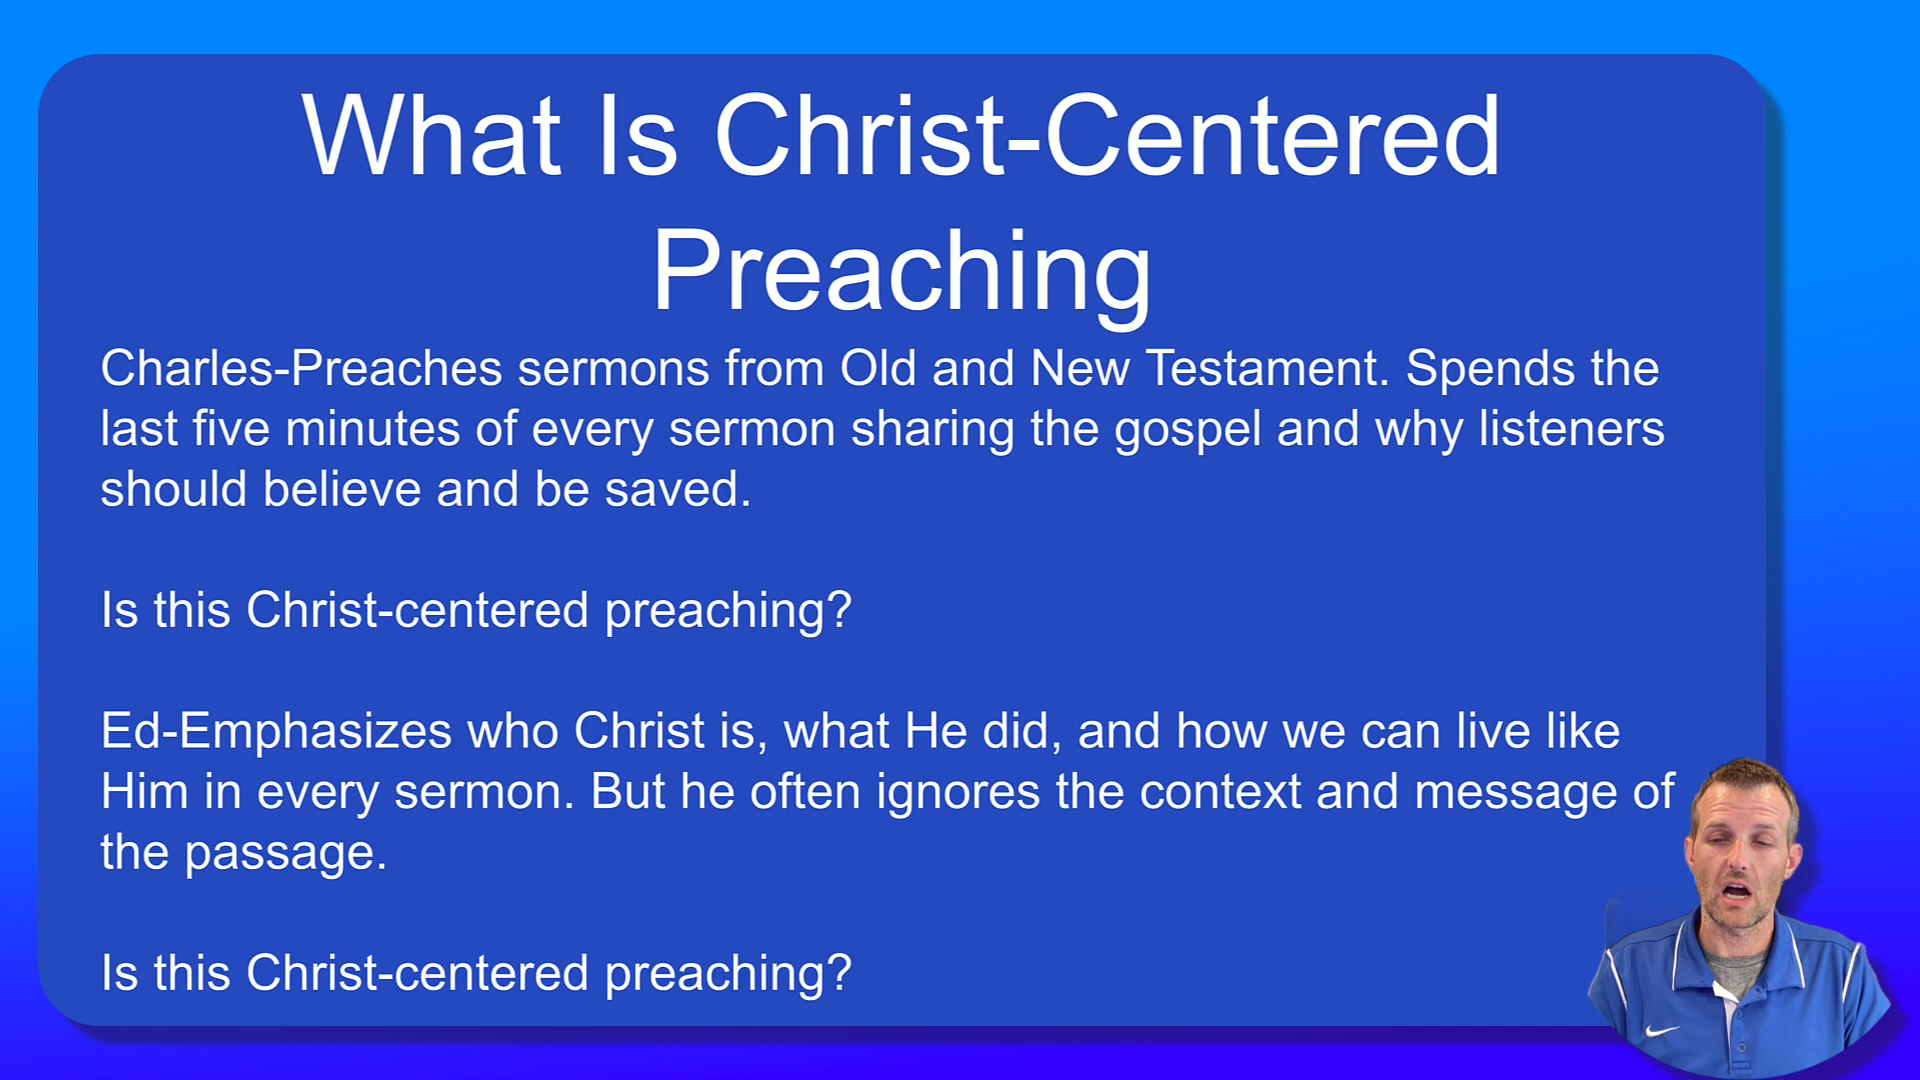 What Is Christ-Centered
Preaching
Charles-Preaches sermons from Old and New Testament. Spends the
last five minutes of every sermon sharing the gospel and why listeners
should believe and be saved.
Is this Christ-centered preaching?
Ed-Emphasizes who Christ is, what He did, and how we can live like
Him in every sermon. But he often ignores the context and message of
the passage.
Is this Christ-centered preaching?